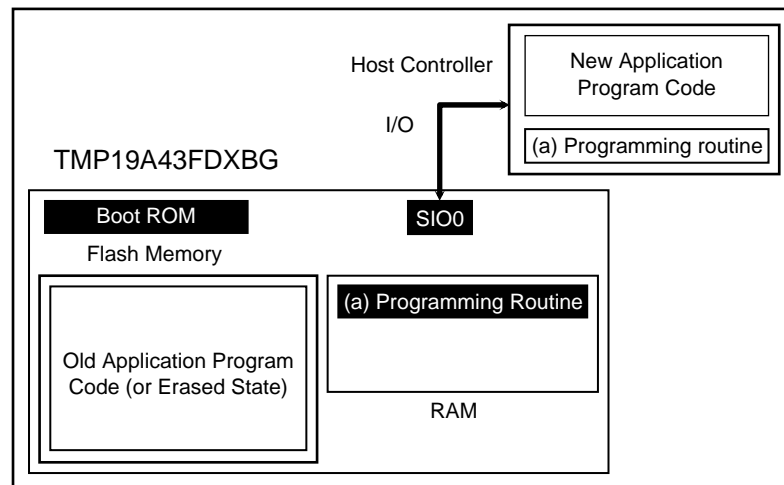 Host Controller
New Application
Program Code
I/O
(a) Programming routine
TMP19A43FDXBG
Boot ROM
SIO0
Flash Memory
(a) Programming Routine
Old Application Program
Code (or Erased State)
RAM